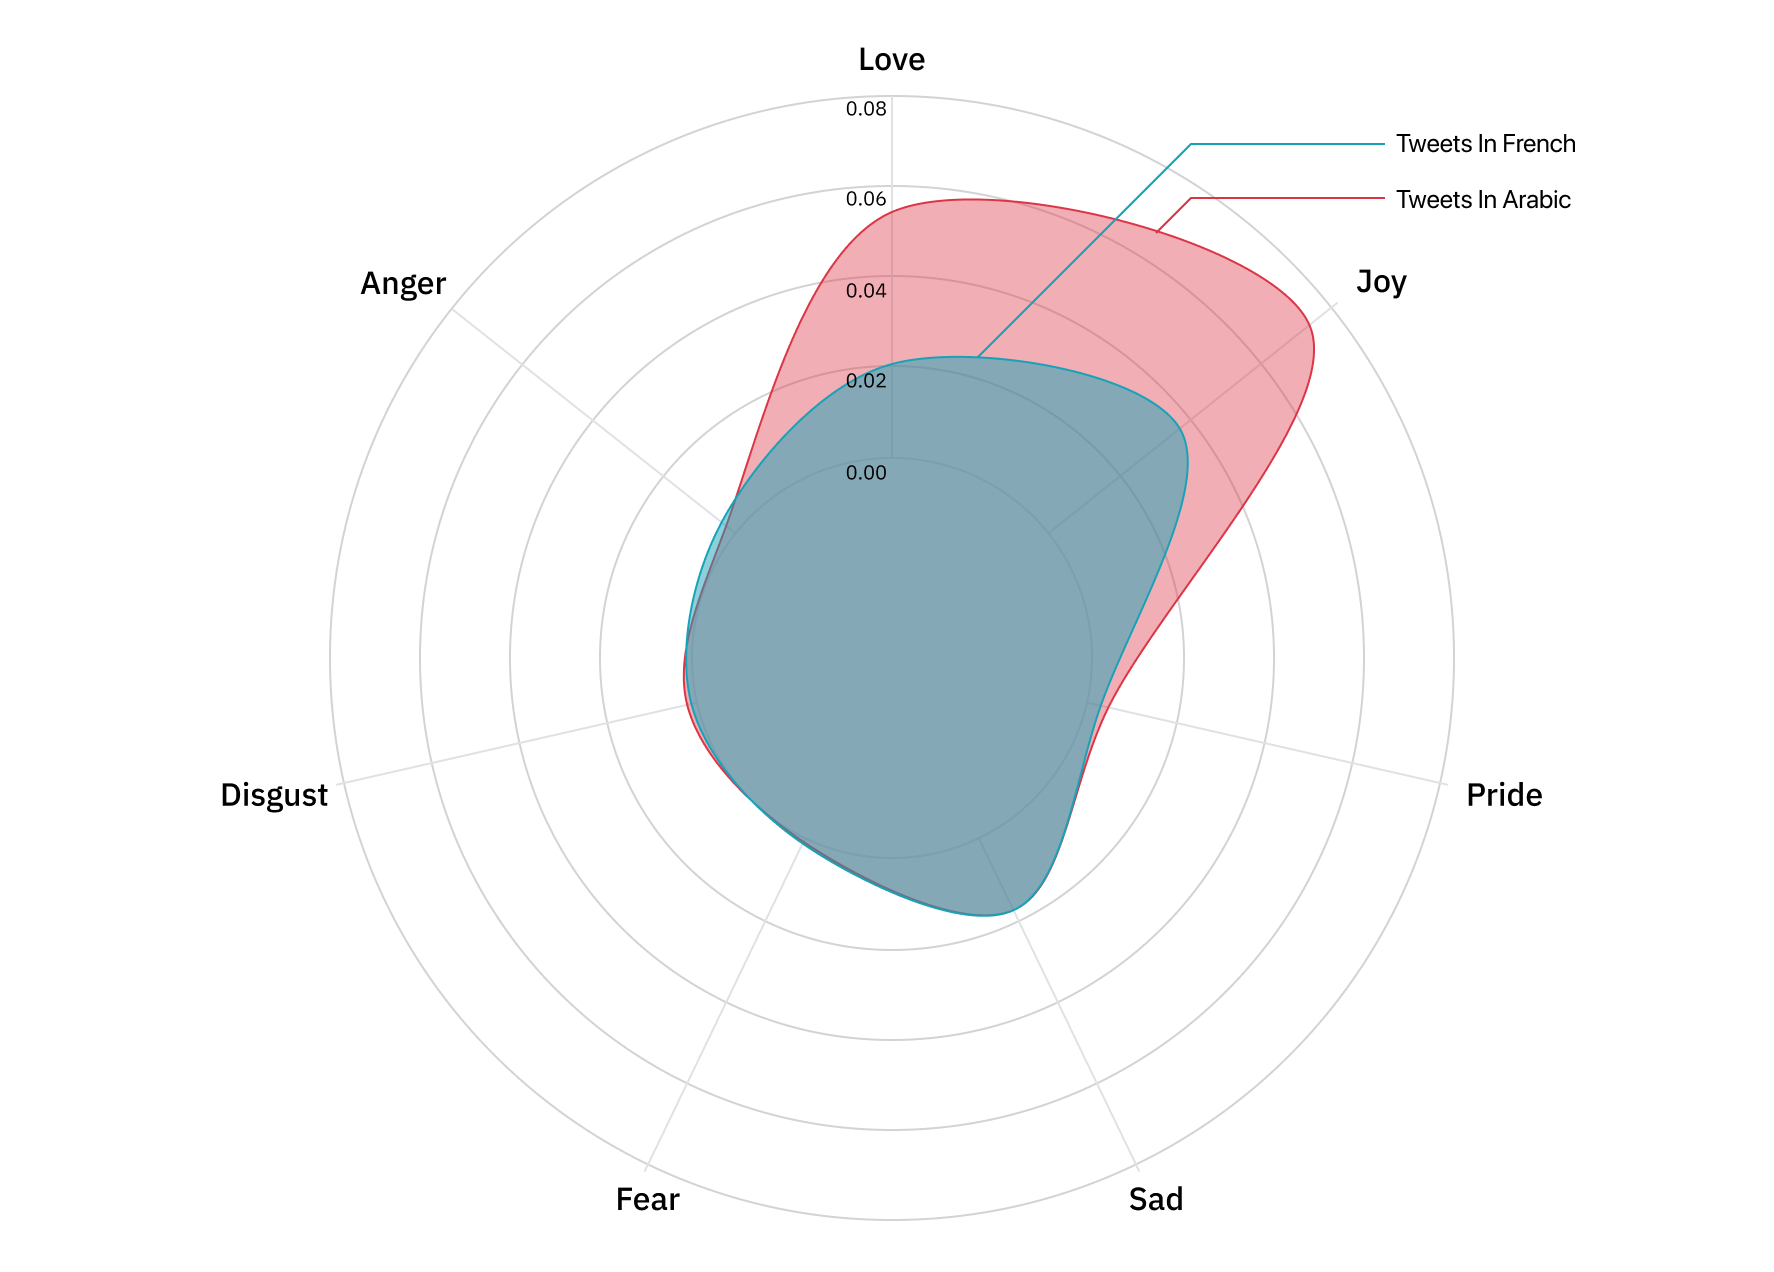 Love
0.08
Tweets In French
0.06
Tweets In Arabic
Anger
0.04
Joy
0.02
0.00
Disgust
Pride
Fear
Sad